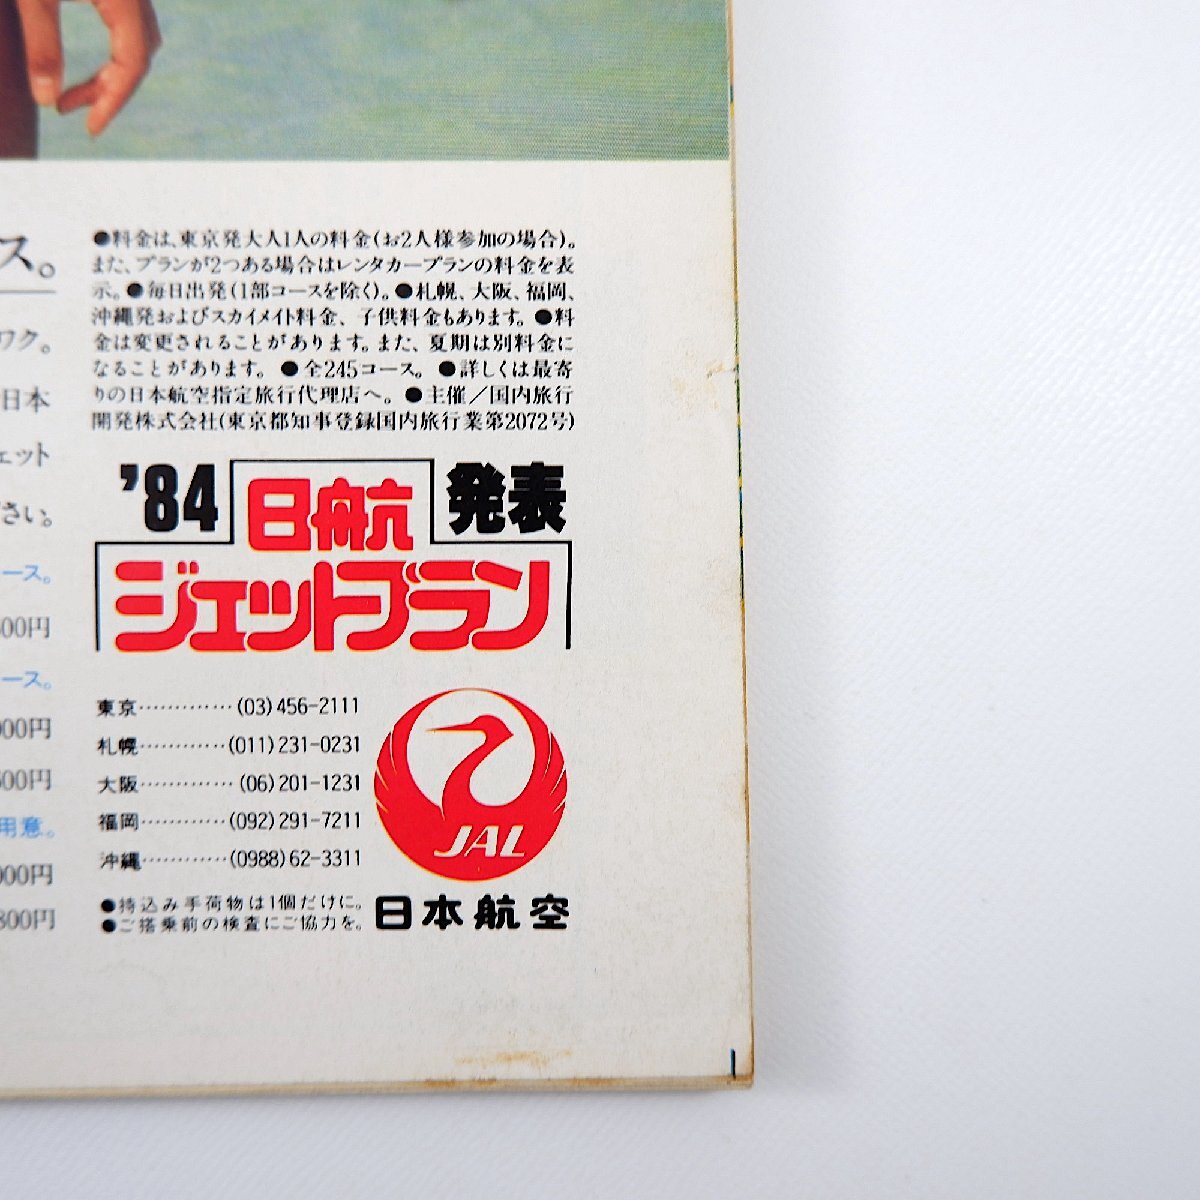 ス。
ワク。
日本
ェット
さい。
ース。
00円
ース。
000円
500円
用意。
000円
800円
●料金は、東京発大人1人の料金(お2人様参加の場合)。
また、プランが2つある場合はレンタカープランの料金を表
示。●毎日出発(1部コースを除く)。●札幌、大阪、福岡、
沖縄発およびスカイメイト料金、子供料金もあります。●料
金は変更されることがあります。また、夏期は別料金に
なることがあります。●全245コース。●詳しくは最寄
りの日本航空指定旅行代理店へ。●主催／国内旅行
開発株式会社(東京都知事登録国内旅行業第2072号)
'84 日航 発表
ジェットプラン
東京…………(03)456-2111
札幌…………(011)231-0231
大阪…………(06)201-1231
福岡…………(092)291-7211
沖縄…………(0988)62-3311
JAL
●持込み手荷物は1個だけに。
●ご搭乗前の検査にご協力を。
日本航空